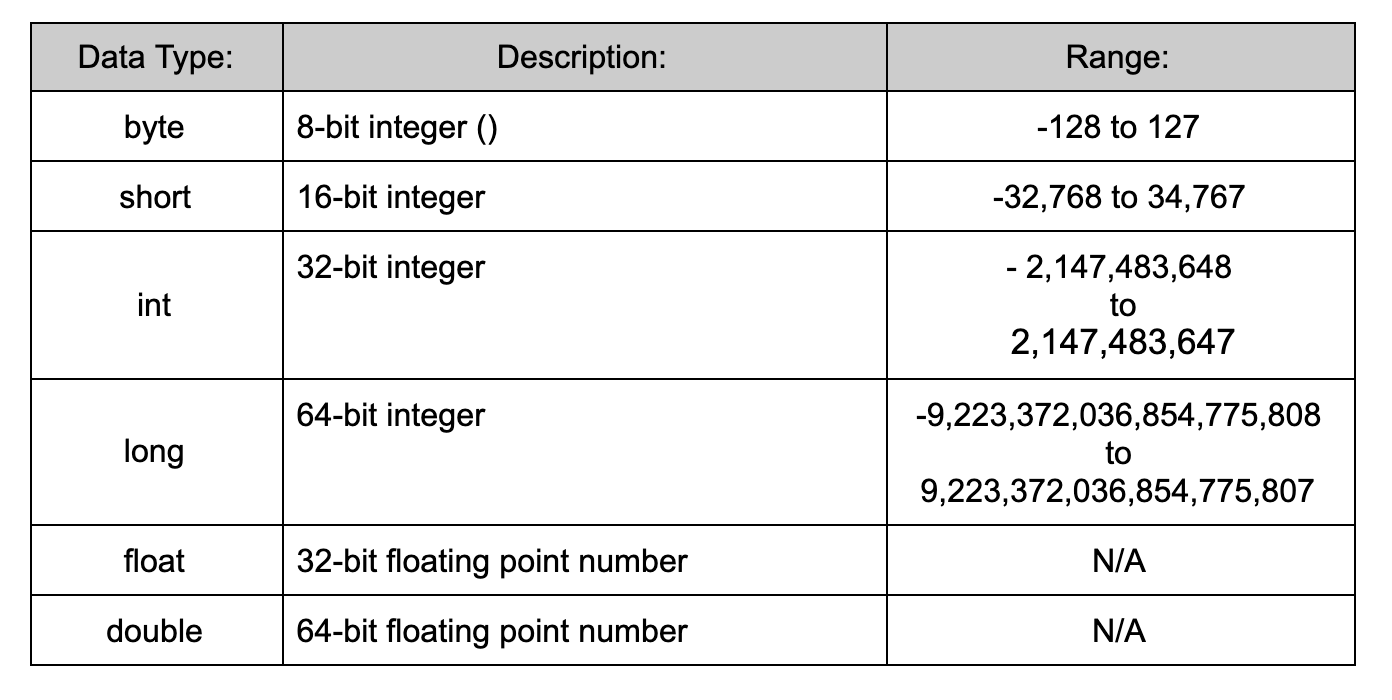 Data Type: Description: Range:
byte 8-bit integer () -128 to 127
short 16-bit integer -32,768 to 34,767
int 32-bit integer - 2,147,483,648
to
2,147,483,647
long 64-bit integer -9,223,372,036,854,775,808
to
9,223,372,036,854,775,807
float 32-bit floating point number N/A
double 64-bit floating point number N/A